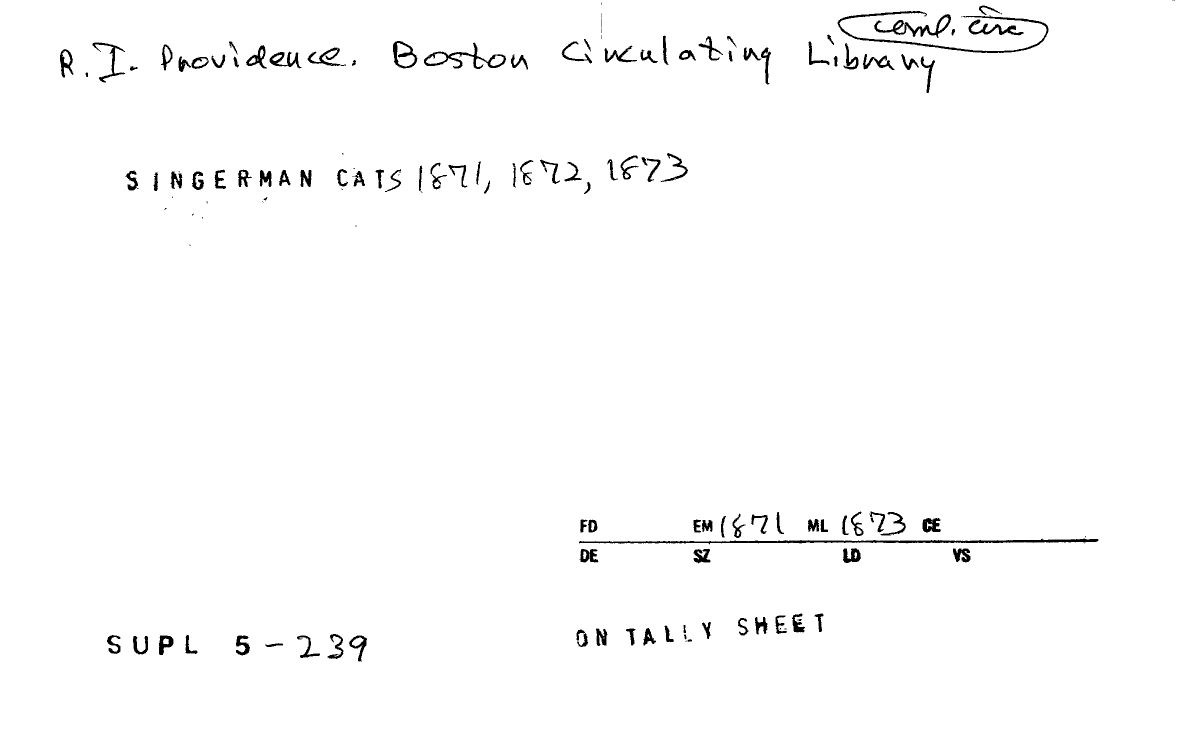 comml. circ
R. I. Providence. Boston Circulating Library
SINGERMAN CATS 1871, 1872, 1873
FD EM 1871 ML 1873 CE
DE SZ LD VS
SUPL 5-239 ON TALLY SHEET